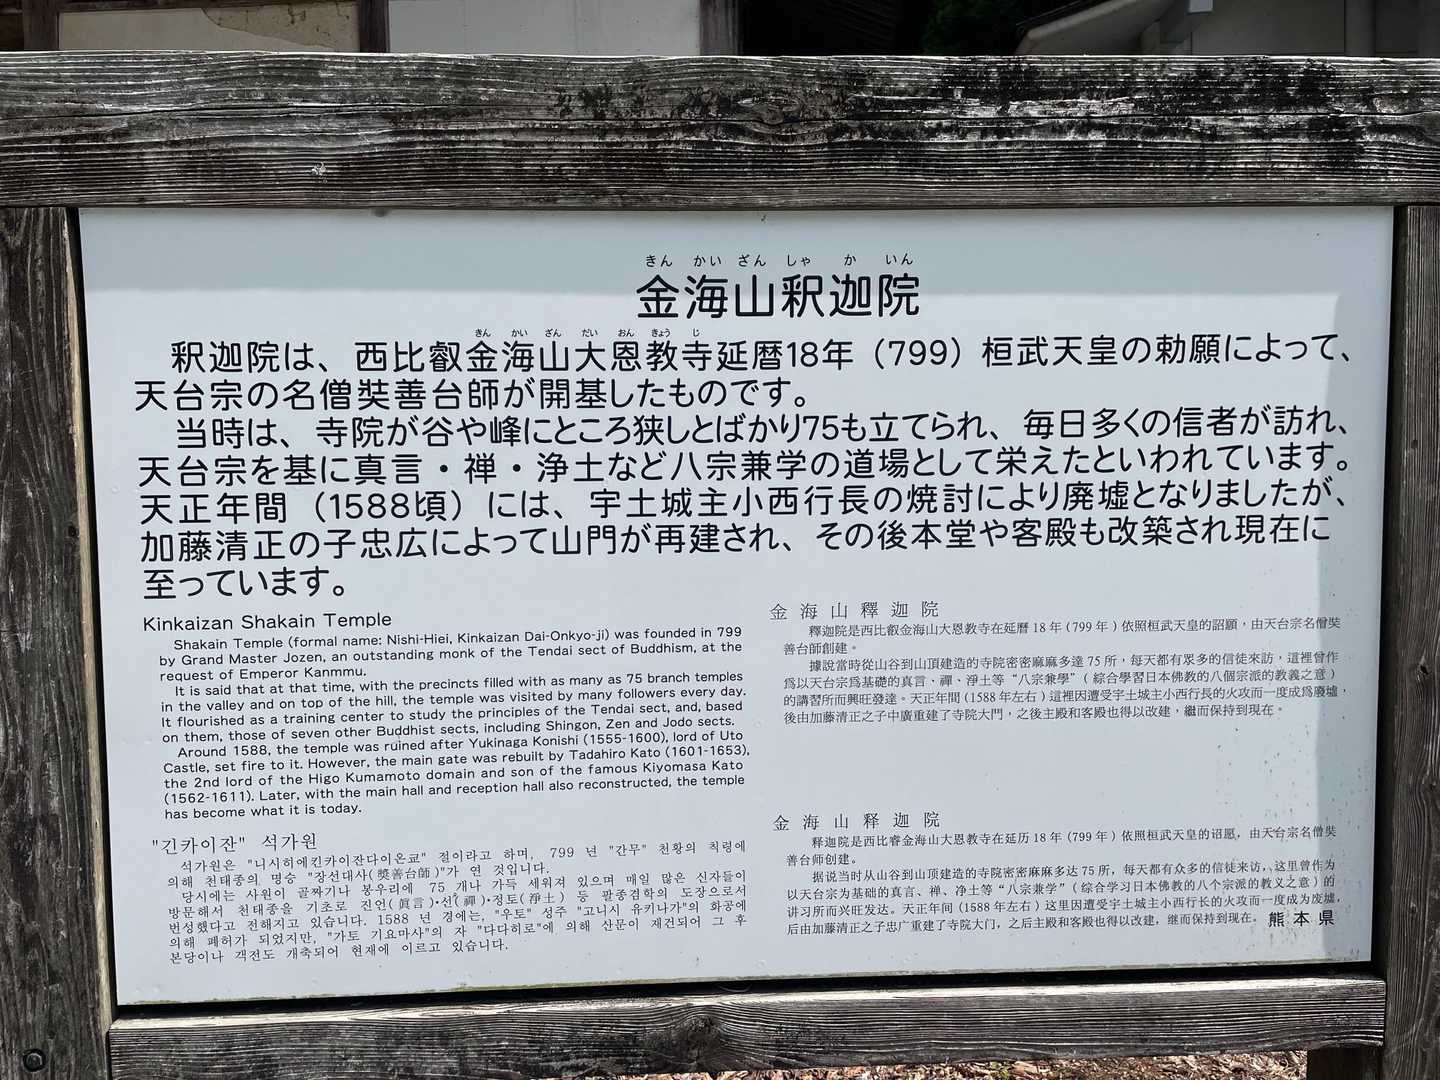 きん かい ざん しゃ か いん
金海山釈迦院
きん かい ざん だい おん きょう じ
釈迦院は、西比叡金海山大恩教寺延暦18年（799）桓武天皇の勅願によって、
天台宗の名僧奘善台師が開基したものです。
当時は、寺院が谷や峰にところ狭しとばかり75も立てられ、毎日多くの信者が訪れ、
天台宗を基に真言・禅・浄土など八宗兼学の道場として栄えたといわれています。
天正年間（1588頃）には、宇土城主小西行長の焼討により廃墟となりましたが、
加藤清正の子忠広によって山門が再建され、その後本堂や客殿も改築され現在に
至っています。
Kinkaizan Shakain Temple
Shakain Temple (formal name: Nishi-Hiei, Kinkaizan Dai-Onkyo-ji) was founded in 799
by Grand Master Jozen, an outstanding monk of the Tendai sect of Buddhism, at the
request of Emperor Kanmmu.
It is said that at that time, with the precincts filled with as many as 75 branch temples
in the valley and on top of the hill, the temple was visited by many followers every day.
It flourished as a training center to study the principles of the Tendai sect, and, based
on them, those of seven other Buddhist sects, including Shingon, Zen and Jodo sects.
Around 1588, the temple was ruined after Yukinaga Konishi (1555-1600), lord of Uto
Castle, set fire to it. However, the main gate was rebuilt by Tadahiro Kato (1601-1653),
the 2nd lord of the Higo Kumamoto domain and son of the famous Kiyomasa Kato
(1562-1611). Later, with the main hall and reception hall also reconstructed, the temple
has become what it is today.
"긴카이잔" 석가원
석가원은 "니시히에킨카이잔다이온쿄" 절이라고 하며, 799 년 "간무" 천황의 칙령에
의해 천태종의 명승 "장선대사(奘善台師)"가 연 것입니다.
당시에는 사원이 골짜기나 봉우리에 75 개나 가득 세워져 있으며 매일 많은 신자들이
방문해서 천태종을 기초로 진언(眞言)·선(禪)·정토(淨土) 등 팔종겸학의 도장으로서
번성했다고 전해지고 있습니다. 1588 년 경에는, "우토" 성주 "고니시 유키나가"의 화공에
의해 폐허가 되었지만, "가토 기요마사"의 자 "다다히로"에 의해 산문이 재건되어 그 후
본당이나 객전도 개축되어 현재에 이르고 있습니다.
金海山釋迦院
釋迦院是西比叡金海山大恩教寺在延曆 18 年 (799 年 ) 依照桓武天皇的詔願，由天台宗名僧奘
善台師創建。
據說當時從山谷到山頂建造的寺院密密麻麻多達 75 所，每天都有眾多的信徒來訪，這裡曾作
爲以天台宗爲基礎的真言、禪、淨土等“八宗兼學”( 綜合學習日本佛教的八個宗派的教義之意 )
的講習所而興旺發達。天正年間 (1588 年左右 ) 這裡因遭受宇土城主小西行長的火攻而一度成爲廢墟，
後由加藤清正之子中廣重建了寺院大門，之後主殿和客殿也得以改建，繼而保持到現在。
金海山释迦院
释迦院是西比睿金海山大恩教寺在延历 18 年 (799 年 ) 依照桓武天皇的诏愿，由天台宗名僧奘
善台师创建。
据说当时从山谷到山顶建造的寺院密密麻麻多达 75 所，每天都有众多的信徒来访，这里曾作为
以天台宗为基础的真言、禅、净土等“八宗兼学”( 综合学习日本佛教的八个宗派的教义之意 ) 的
讲习所而兴旺发达。天正年间 (1588 年左右 ) 这里因遭受宇土城主小西行长的火攻而一度成为废墟，
后由加藤清正之子忠广重建了寺院大门，之后主殿和客殿也得以改建，继而保持到现在。
熊本県